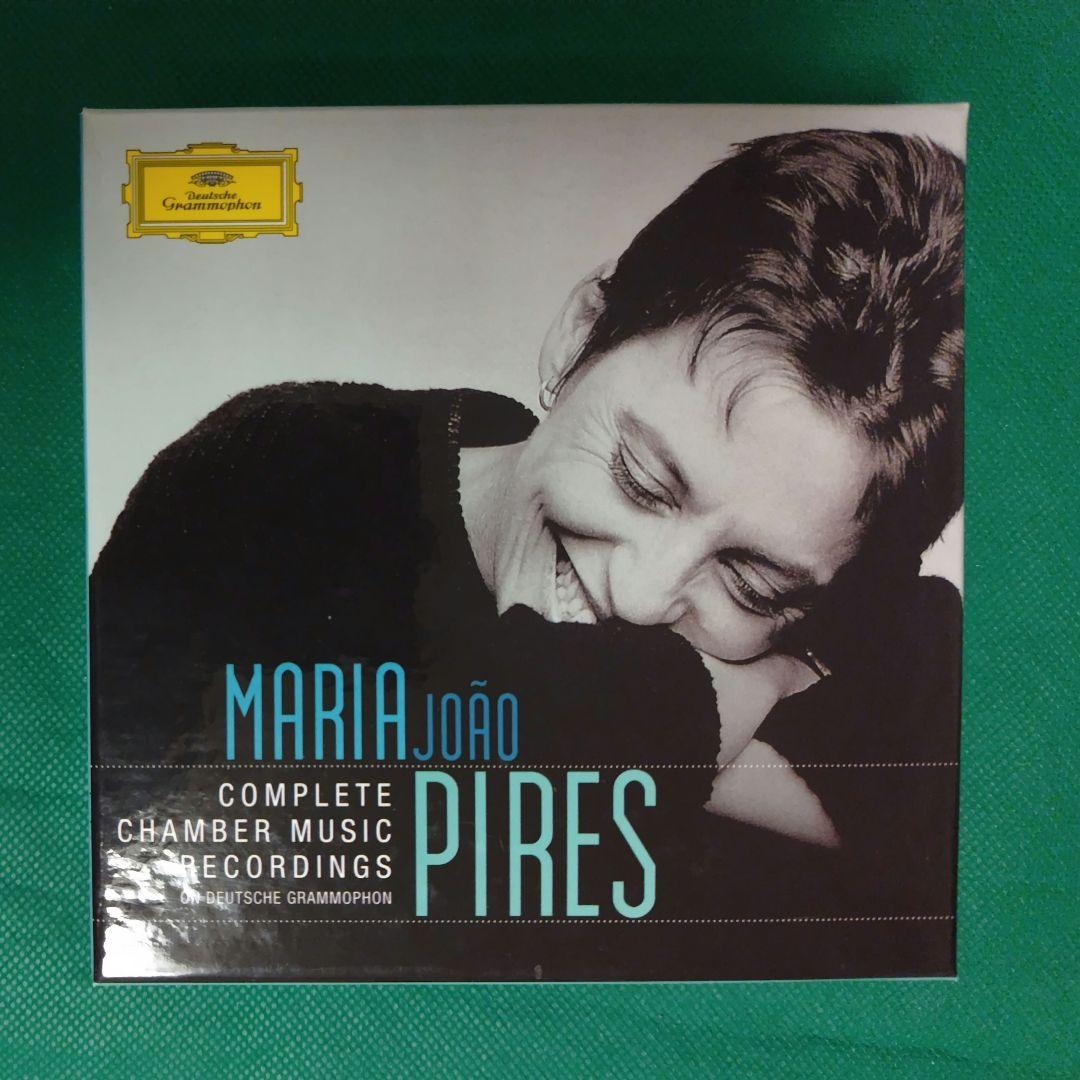 Deutsche
Grammophon
MARIA JOÃO
PIRES
COMPLETE
CHAMBER MUSIC
RECORDINGS
ON DEUTSCHE GRAMMOPHON